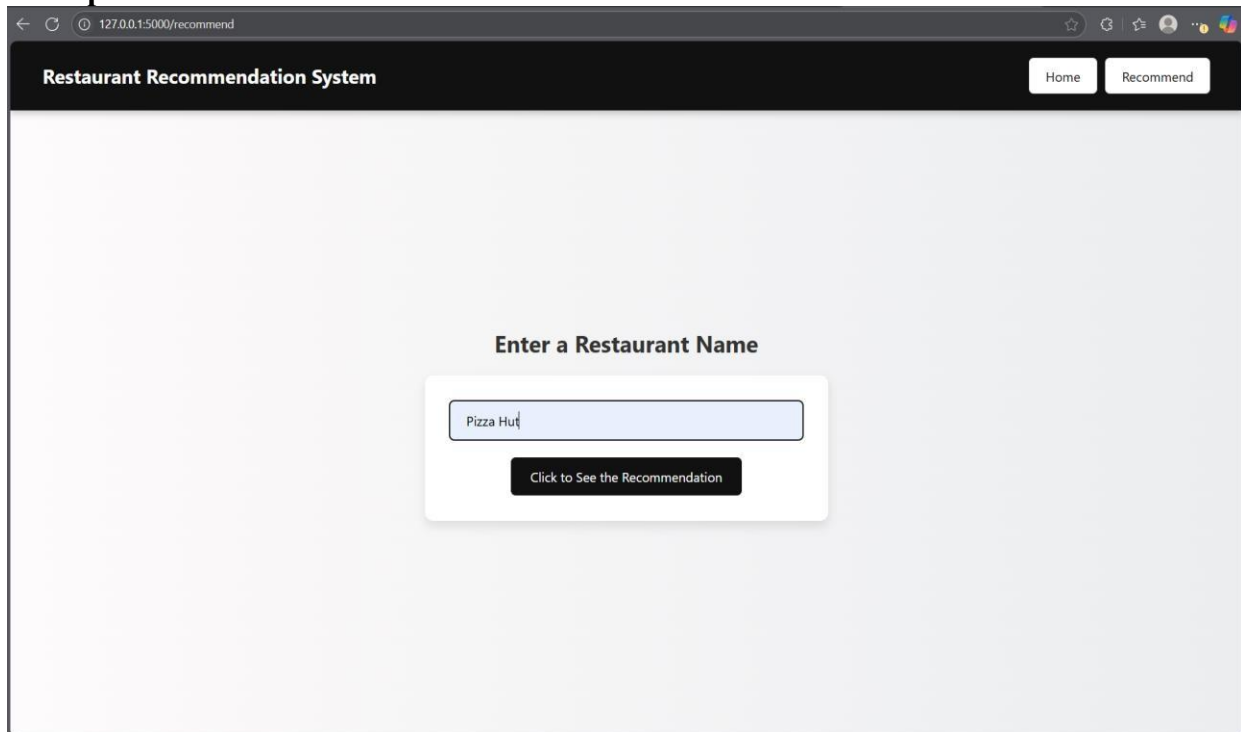 127.0.0.1:5000/recommend
Restaurant Recommendation System
Home
Recommend
Enter a Restaurant Name
Pizza Hut
Click to See the Recommendation